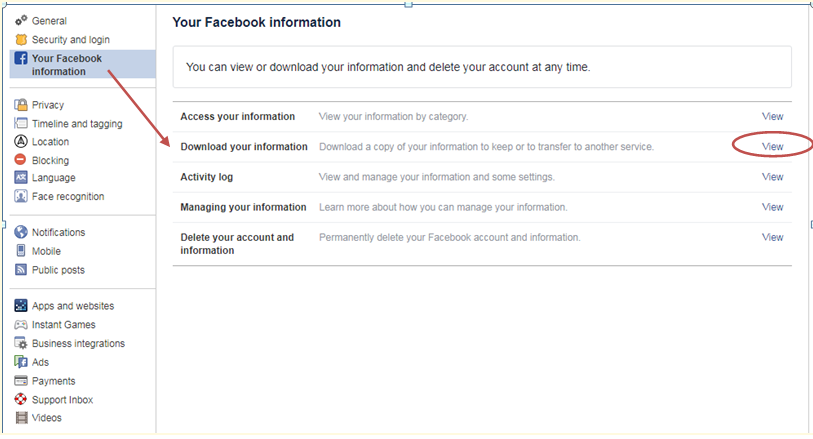 General
Security and login
Your Facebook
information
Privacy
Timeline and tagging
Location
Blocking
Language
Face recognition
Notifications
Mobile
Public posts
Apps and websites
Instant Games
Business integrations
Ads
Payments
Support Inbox
Videos
Your Facebook information
You can view or download your information and delete your account at any time.
Access your information View your information by category. View
Download your information Download a copy of your information to keep or to transfer to another service. View
Activity log View and manage your information and some settings. View
Managing your information Learn more about how you can manage your information. View
Delete your account and Permanently delete your Facebook account and information. View
information